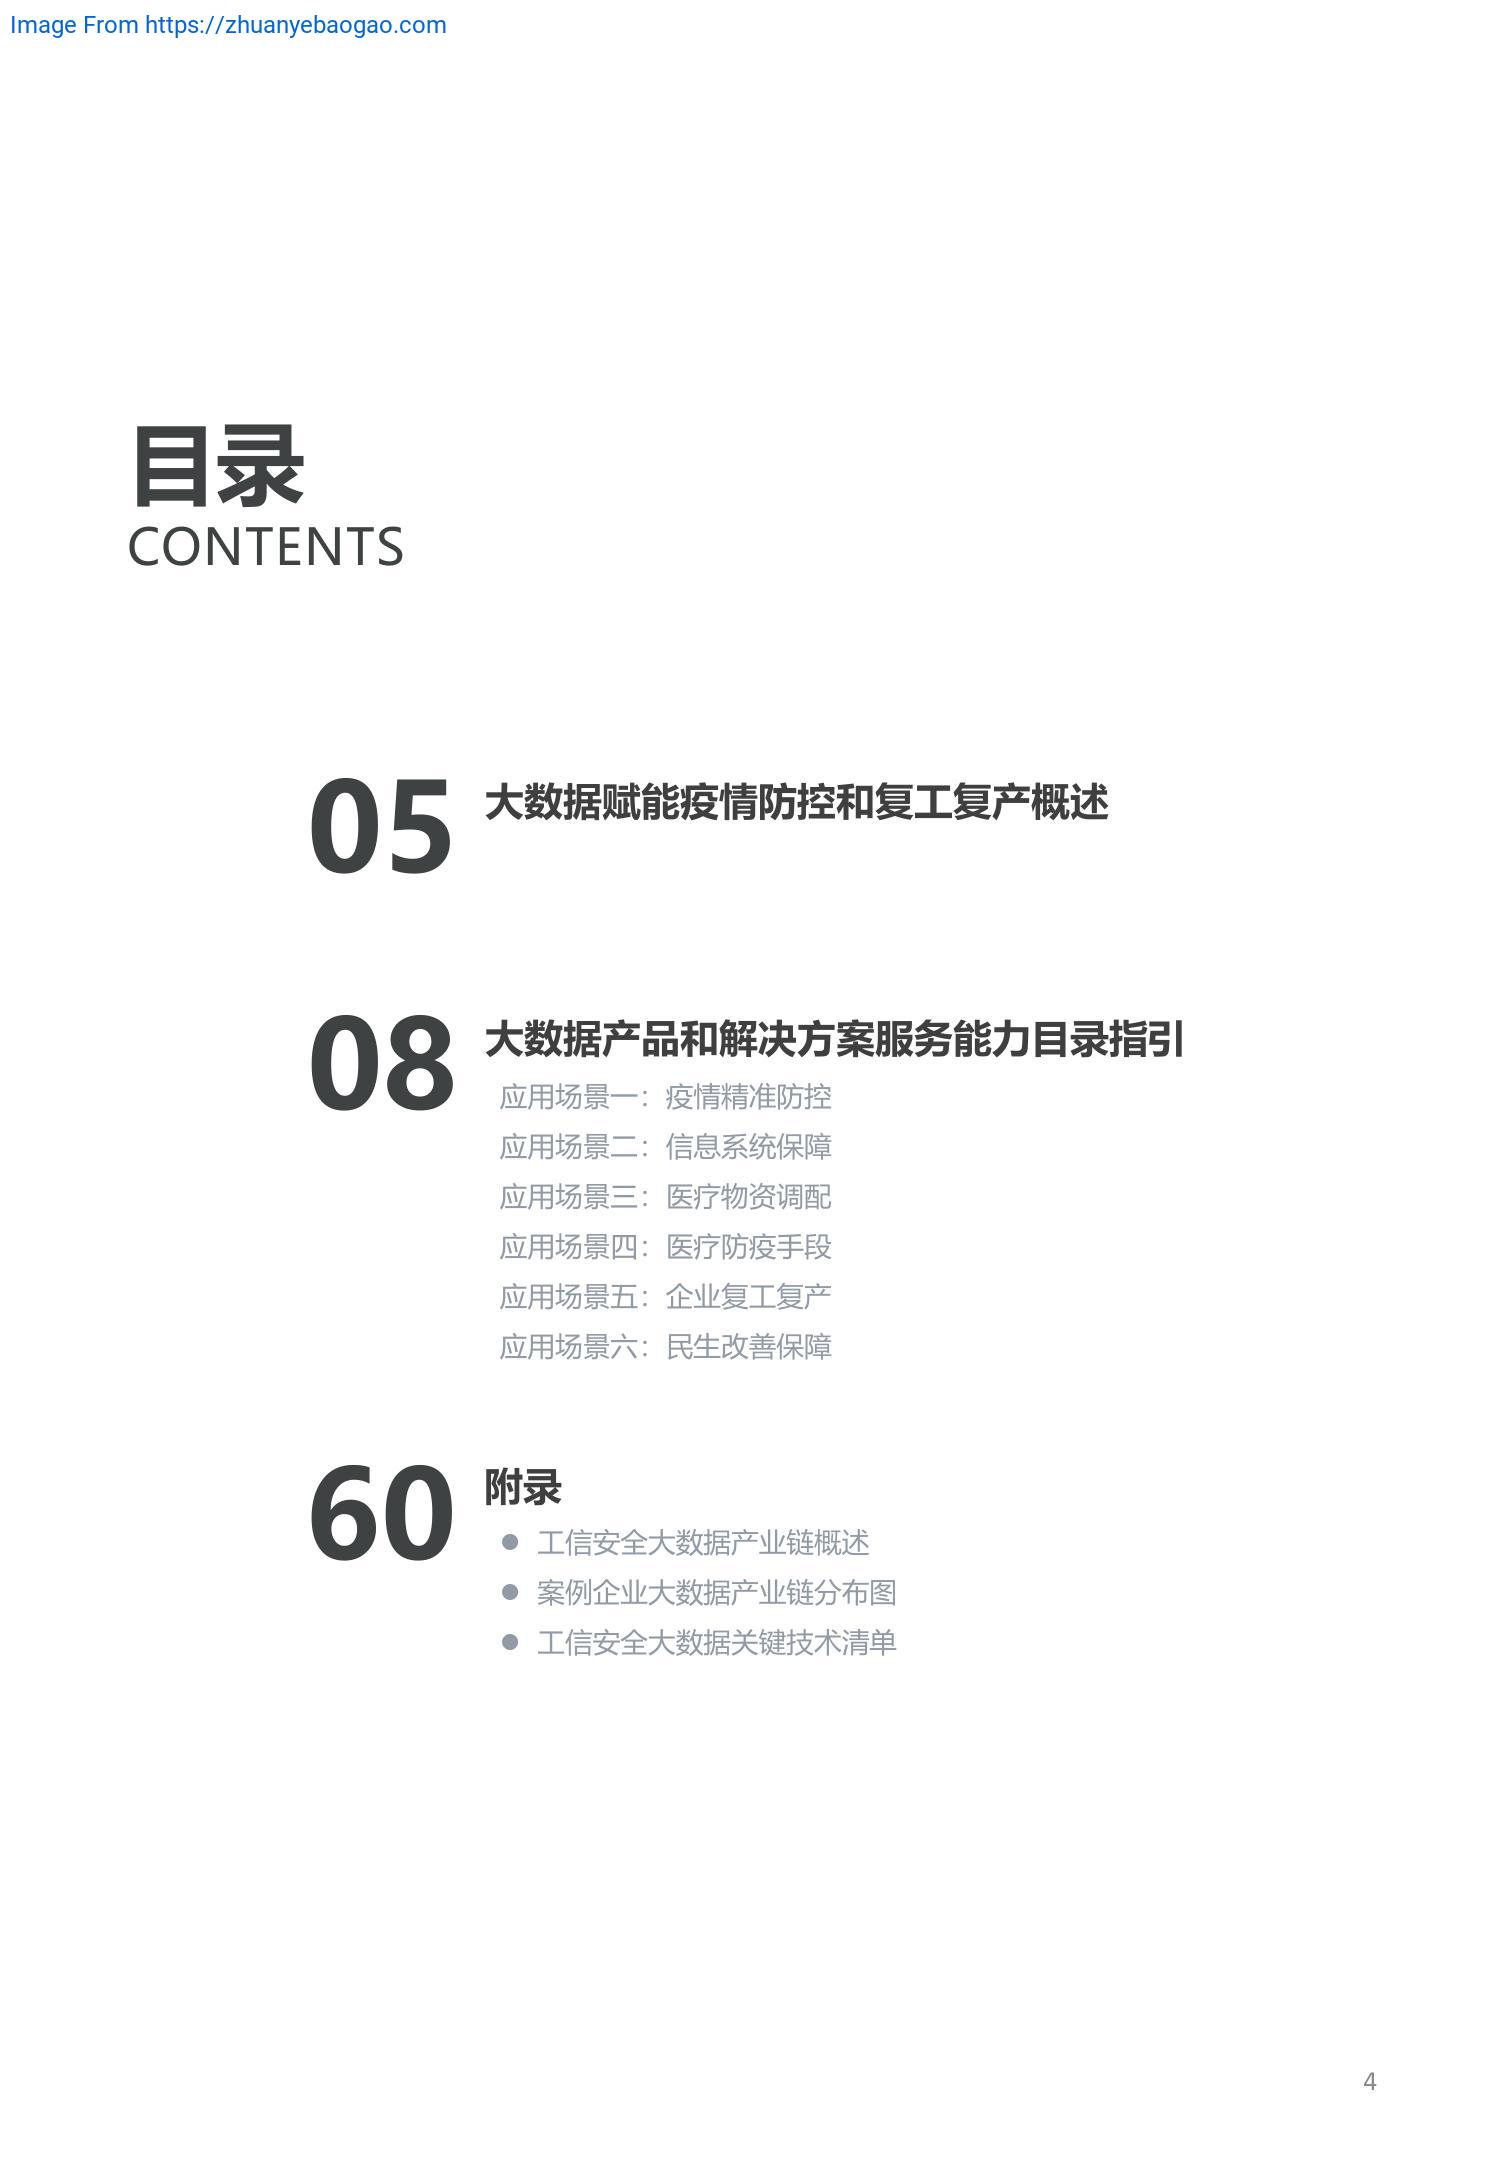 Image From https://zhuanyebaogao.com
目录
CONTENTS
05 大数据赋能疫情防控和复工复产概述
08 大数据产品和解决方案服务能力目录指引
应用场景一：疫情精准防控
应用场景二：信息系统保障
应用场景三：医疗物资调配
应用场景四：医疗防疫手段
应用场景五：企业复工复产
应用场景六：民生改善保障
60 附录
● 工信安全大数据产业链概述
● 案例企业大数据产业链分布图
● 工信安全大数据关键技术清单
4